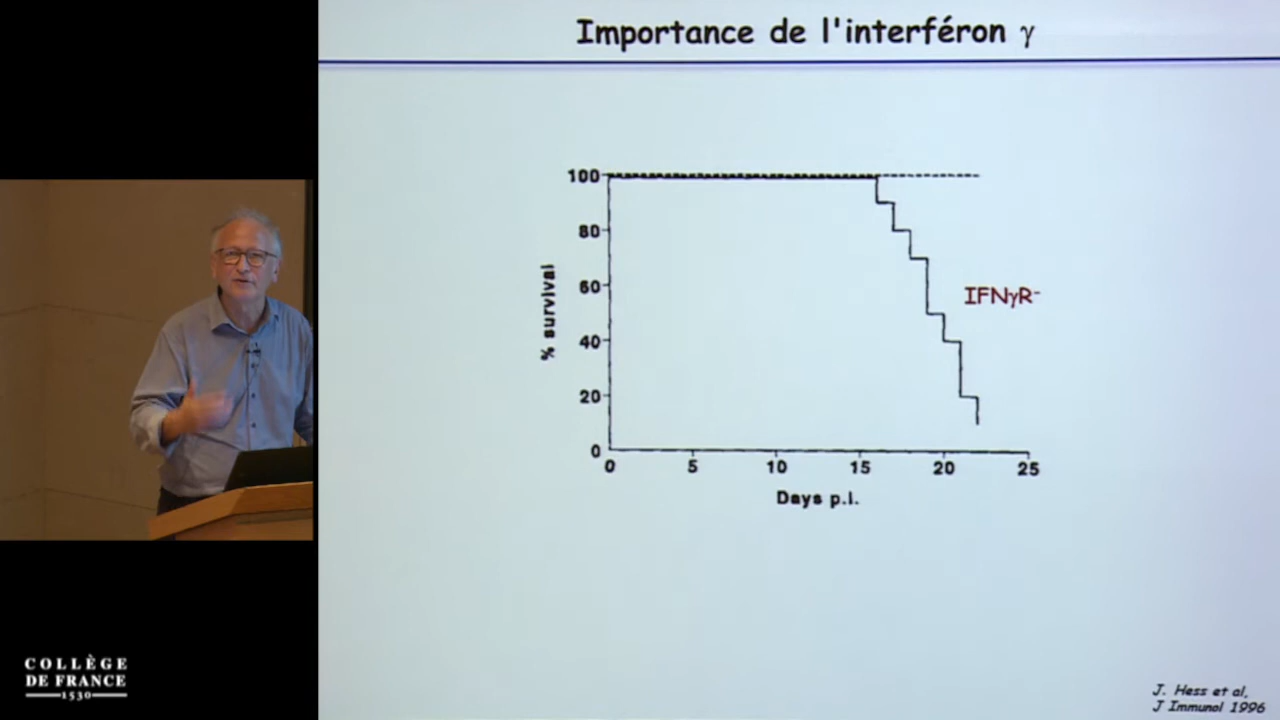 Importance de l'interféron γ
100
80
60
40
20
0
% survival
IFNγR-
0 5 10 15 20 25
Days p.i.
J. Hess et al,
J Immunol 1996
COLLÈGE
DE FRANCE
1530